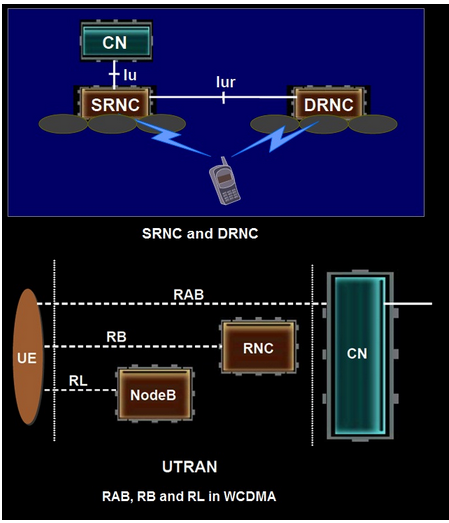 CN
Iu
Iur
SRNC
DRNC
SRNC and DRNC
RAB
RB
RNC
CN
UE
RL
NodeB
UTRAN
RAB, RB and RL in WCDMA